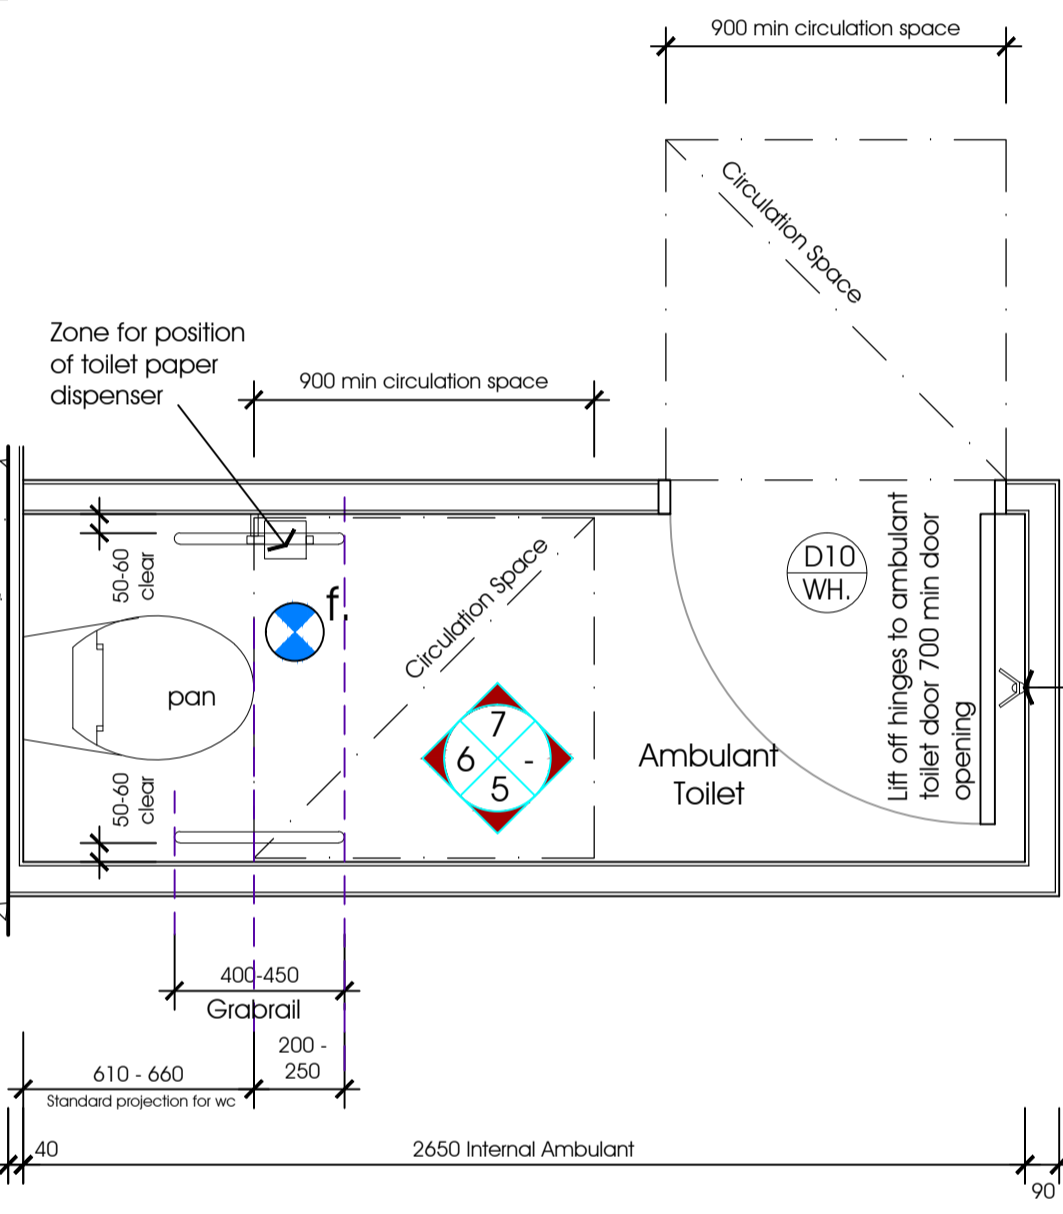 900 min circulation space
Circulation Space
Zone for position
of toilet paper
dispenser
900 min circulation space
50-60
clear
f.
Circulation Space
D10
WH.
Lift off hinges to ambulant
toilet door 700 min door
opening
pan
7
6
-
5
Ambulant
Toilet
50-60
clear
400-450
Grabrail
200 -
250
610 - 660
Standard projection for wc
40
2650 Internal Ambulant
90